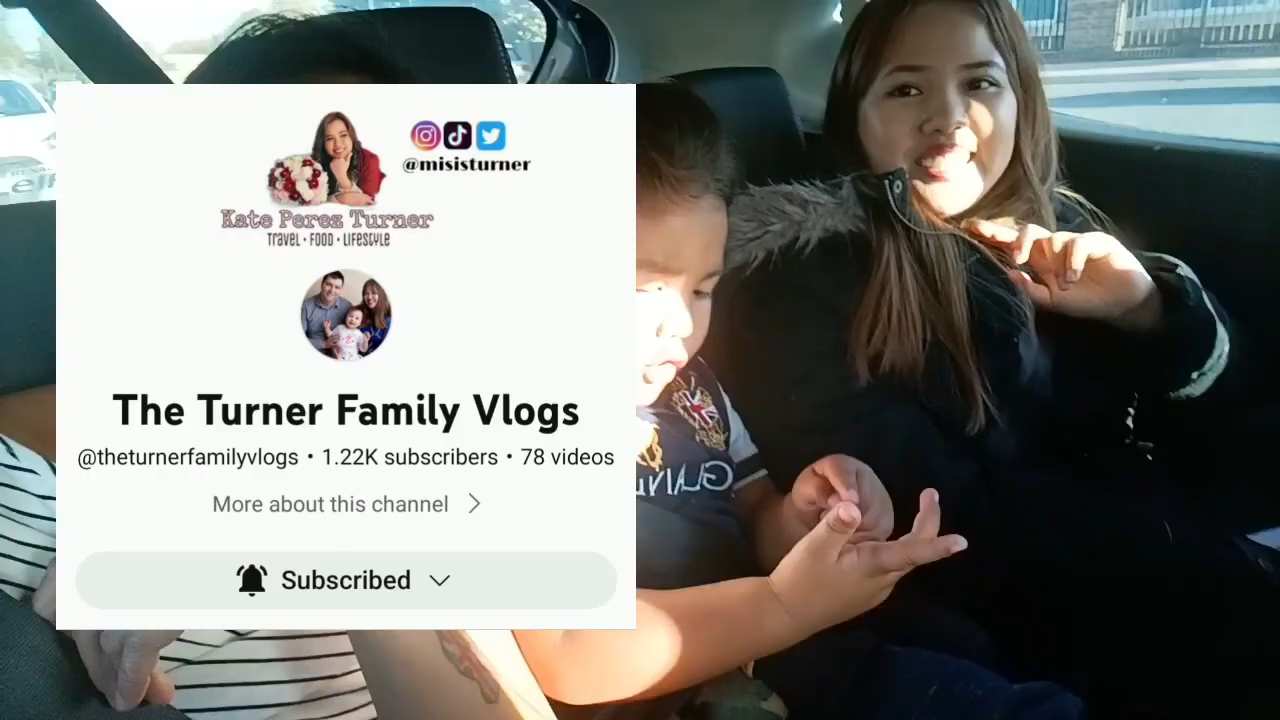 @misisturner
Kate Perez Turner
TRAVEL • FOOD • LIFESTYLE
The Turner Family Vlogs
@theturnerfamilyvlogs • 1.22K subscribers • 78 videos
More about this channel
Subscribed